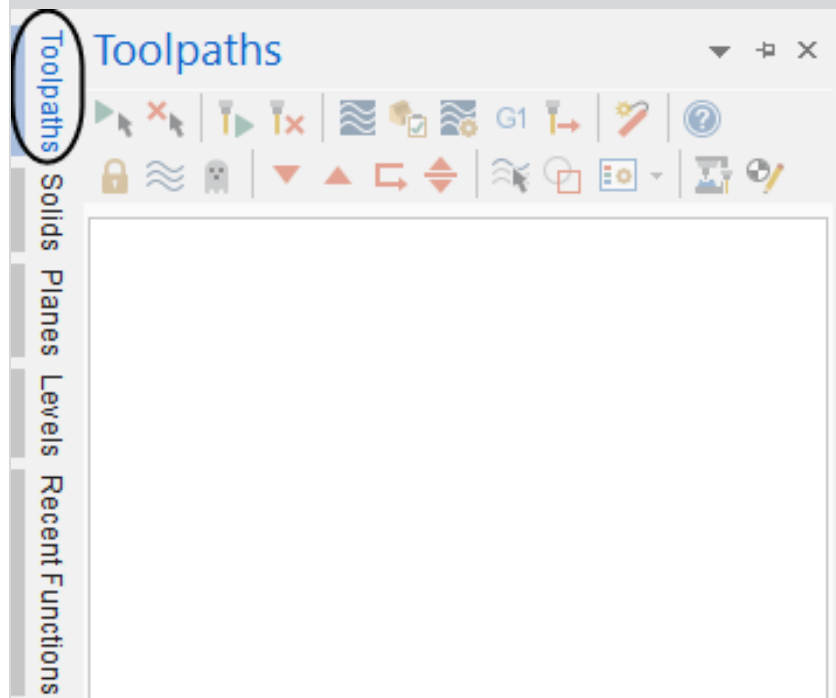 Toolpaths
G1
?
Toolpaths
Solids
Planes
Levels
Recent Functions